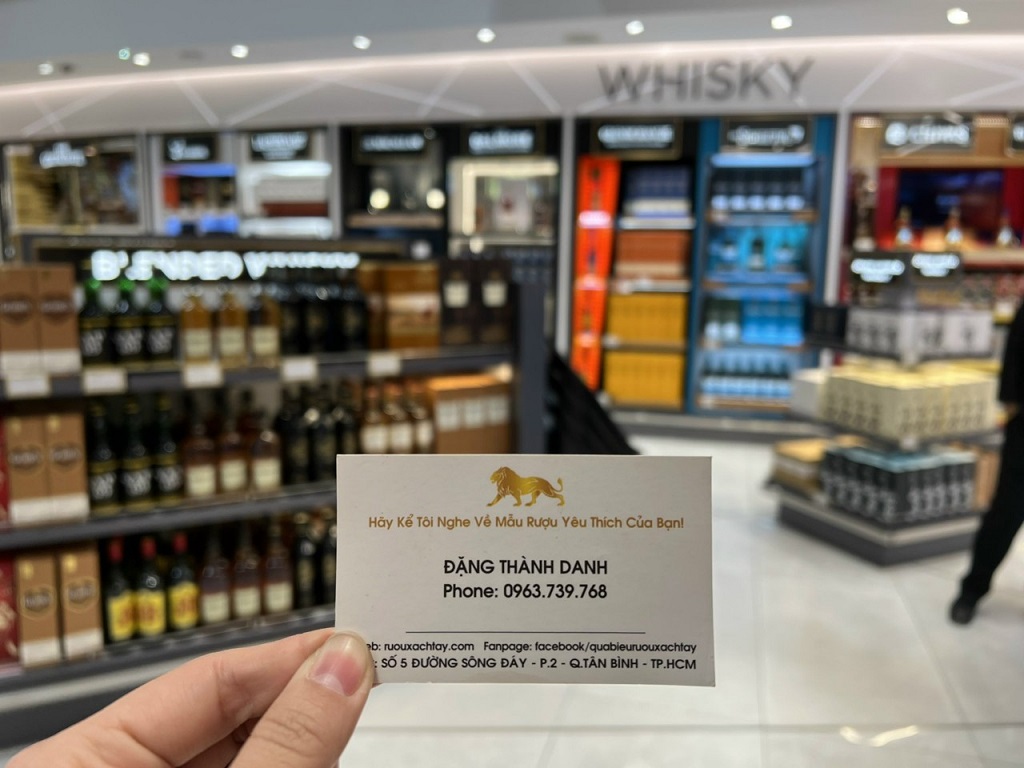 WHISKY
Hãy Kể Tôi Nghe Về Mẫu Rượu Yêu Thích Của Bạn!
ĐẶNG THÀNH DANH
Phone: 0963.739.768
eb: ruouxachtay.com Fanpage: facebook/quabieuruouxachtay
: SỐ 5 ĐƯỜNG SÔNG ĐÁY - P.2 - Q.TÂN BÌNH - TP.HCM